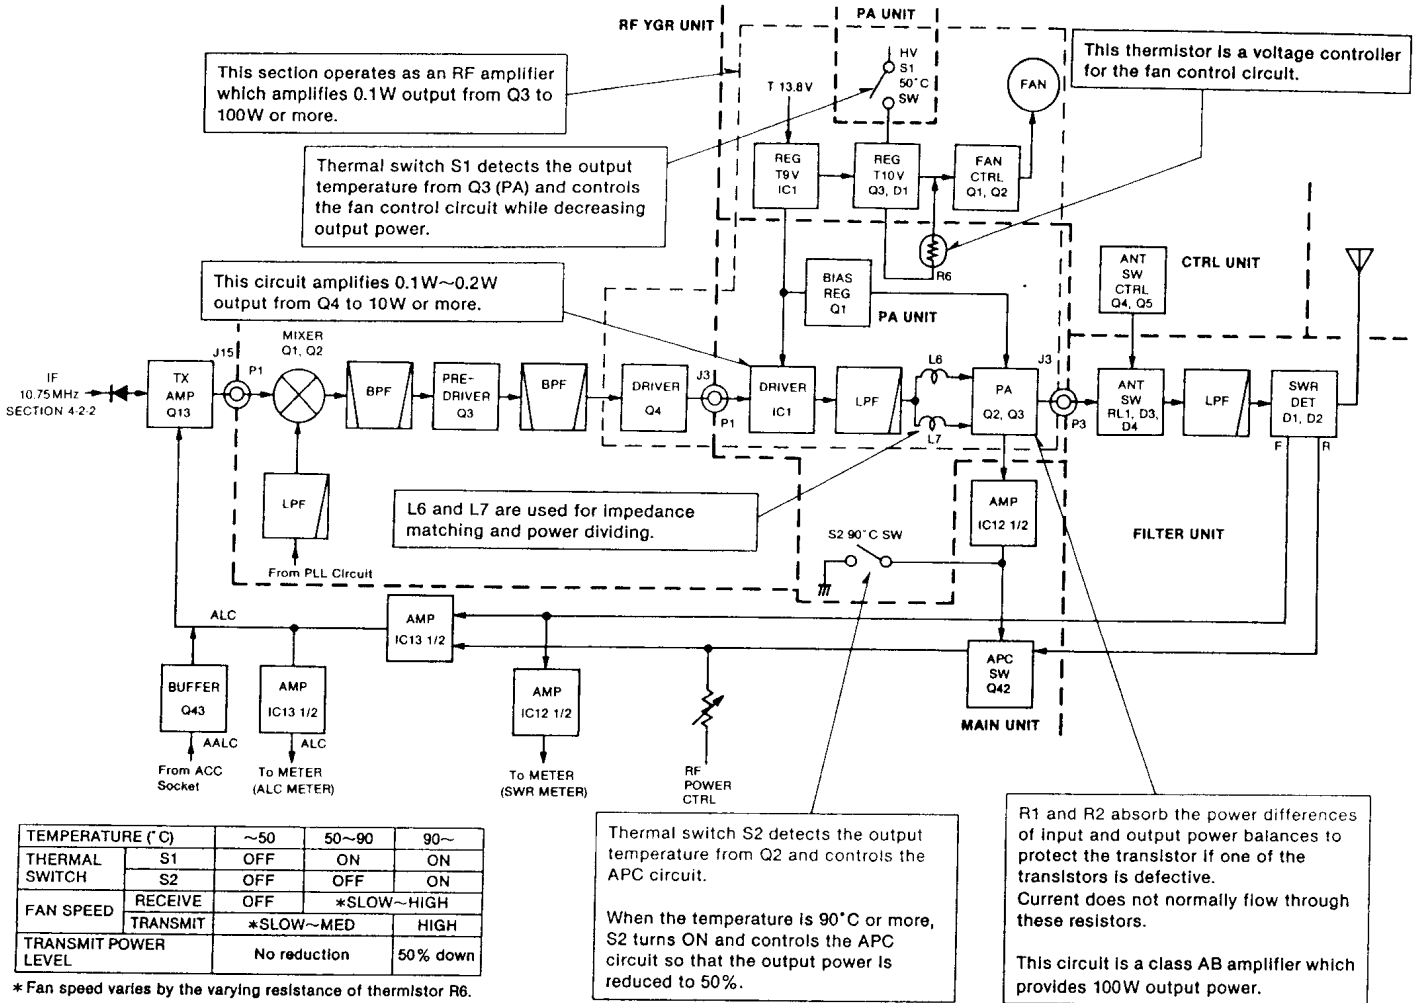 RF YGR UNIT
PA UNIT
This section operates as an RF amplifier
which amplifies 0.1W output from Q3 to
100W or more.
This thermistor is a voltage controller
for the fan control circuit.
HV
S1
50°C
SW
T 13.8V
FAN
Thermal switch S1 detects the output
temperature from Q3 (PA) and controls
the fan control circuit while decreasing
output power.
REG
T9V
IC1
REG
T10V
Q3, D1
FAN
CTRL
Q1, Q2
R6
This circuit amplifies 0.1W~0.2W
output from Q4 to 10W or more.
BIAS
REG
Q1
PA UNIT
ANT
SW
CTRL
Q4, Q5
CTRL UNIT
MIXER
Q1, Q2
IF
10.75MHz
SECTION 4-2-2
TX
AMP
Q13
J15
P1
BPF
PRE-
DRIVER
Q3
BPF
DRIVER
Q4
J3
P1
DRIVER
IC1
LPF
L6
L7
PA
Q2, Q3
J3
P3
ANT
SW
RL1, D3,
D4
LPF
SWR
DET
D1, D2
F
R
LPF
From PLL Circuit
L6 and L7 are used for impedance
matching and power dividing.
S2 90°C SW
AMP
IC12 1/2
FILTER UNIT
ALC
AMP
IC13 1/2
APC
SW
Q42
MAIN UNIT
BUFFER
Q43
AALC
From ACC
Socket
AMP
IC13 1/2
ALC
To METER
(ALC METER)
AMP
IC12 1/2
To METER
(SWR METER)
RF
POWER
CTRL
TEMPERATURE (°C) ~50 50~90 90~
THERMAL SWITCH S1 OFF ON ON
S2 OFF OFF ON
FAN SPEED RECEIVE OFF *SLOW~HIGH
TRANSMIT *SLOW~MED HIGH
TRANSMIT POWER LEVEL No reduction 50% down
* Fan speed varies by the varying resistance of thermistor R6.
Thermal switch S2 detects the output
temperature from Q2 and controls the
APC circuit.
When the temperature is 90°C or more,
S2 turns ON and controls the APC
circuit so that the output power is
reduced to 50%.
R1 and R2 absorb the power differences
of input and output power balances to
protect the transistor if one of the
transistors is defective.
Current does not normally flow through
these resistors.
This circuit is a class AB amplifier which
provides 100W output power.